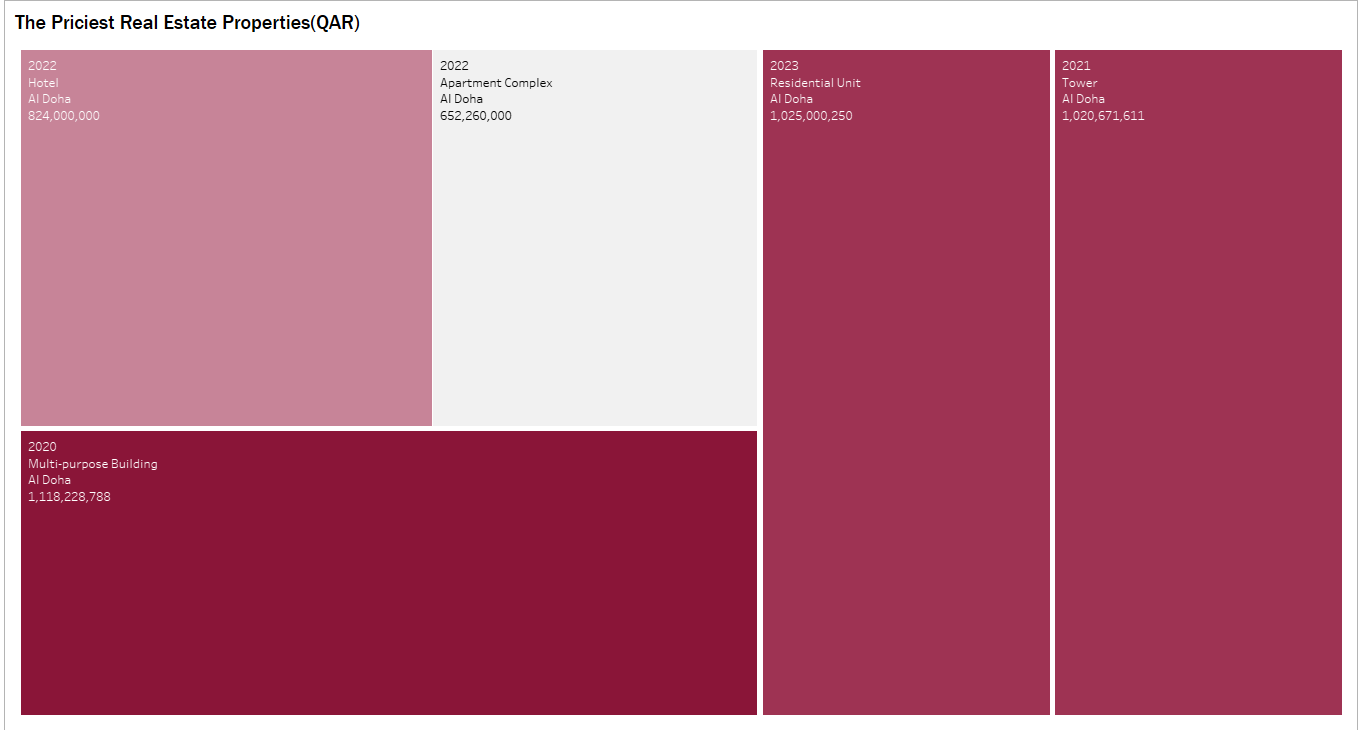 The Priciest Real Estate Properties(QAR)
2022
Hotel
Al Doha
824,000,000
2022
Apartment Complex
Al Doha
652,260,000
2020
Multi-purpose Building
Al Doha
1,118,228,788
2023
Residential Unit
Al Doha
1,025,000,250
2021
Tower
Al Doha
1,020,671,611